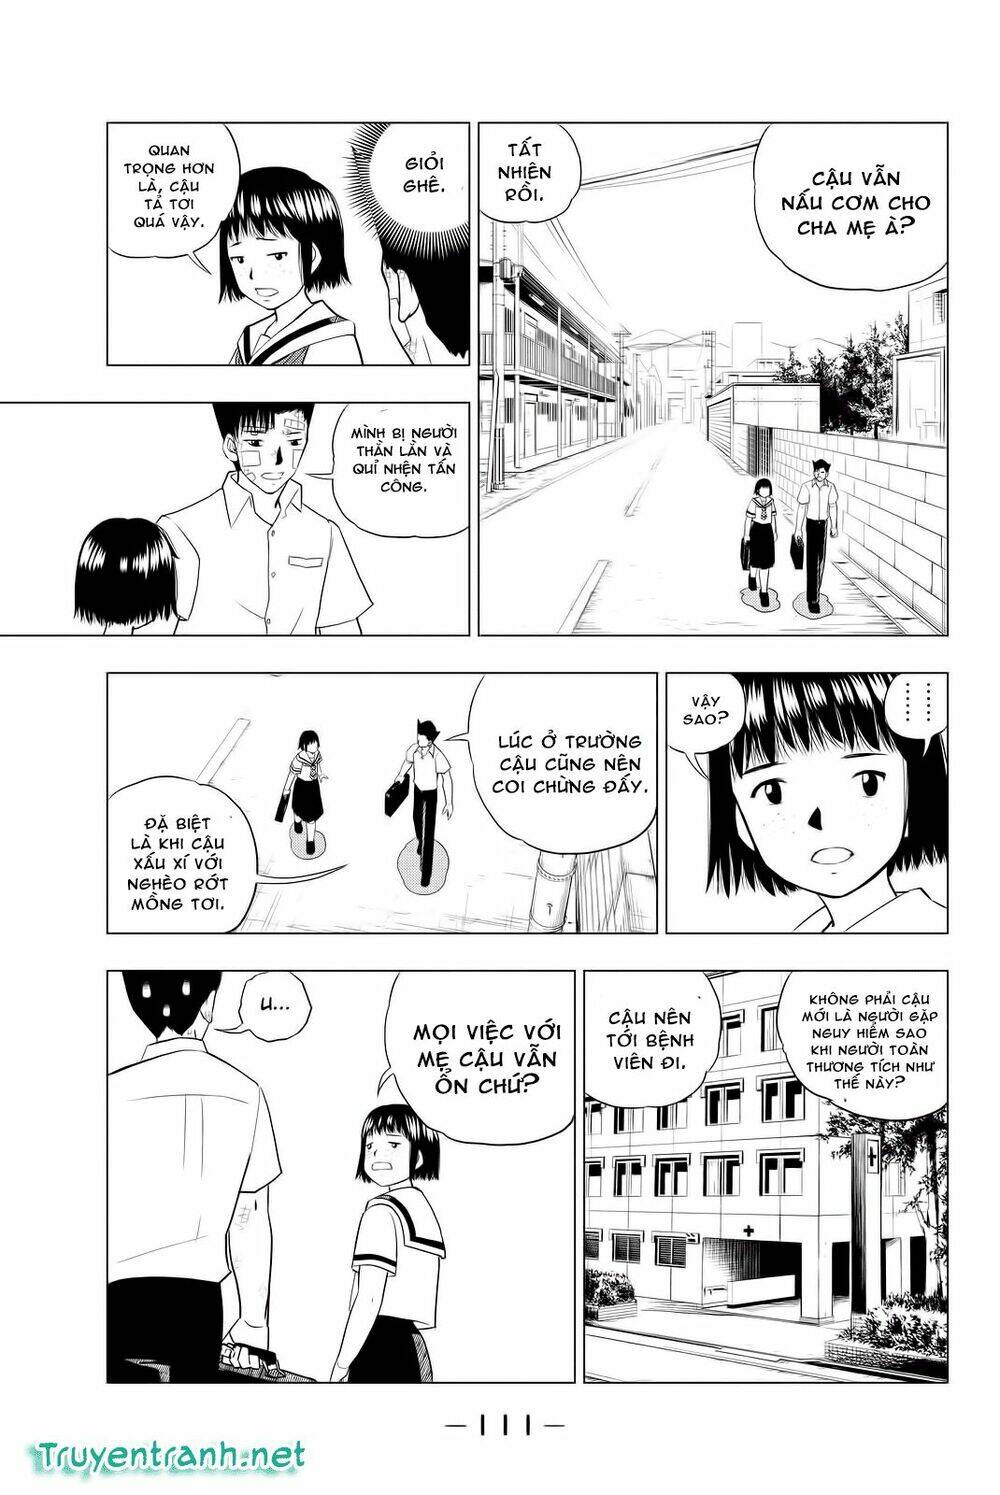 CẬU VẪN
NẤU CƠM CHO
CHA MẸ À?
TẤT
NHIÊN
RỒI.
GIỎI
GHÊ.
QUAN
TRỌNG HƠN
LÀ, CẬU
TẢ TƠI
QUÁ VẬY.
MÌNH BỊ NGƯỜI
THẰN LẰN VÀ
QUỈ NHỆN TẤN
CÔNG.
......
VẬY
SAO?
LÚC Ở TRƯỜNG
CẬU CŨNG NÊN
COI CHỪNG ĐẤY.
ĐẶ BIỆT
LÀ KHI CẬU
XẤU XÍ VỚI
NGHÈO RỚT
MỒNG TƠI.
KHÔNG PHẢI CẬU
MỚI LÀ NGƯỜI GẶP
NGUY HIỂM SAO
KHI NGƯỜI TOÀN
THƯƠNG TÍCH NHƯ
THẾ NÀY?
CẬU NÊN
TỚI BỆNH
VIÊN ĐI.
MỌI VIỆC VỚI
MẸ CẬU VẪN
ỔN CHỨ?
U...
-111-
Truyentranh.net